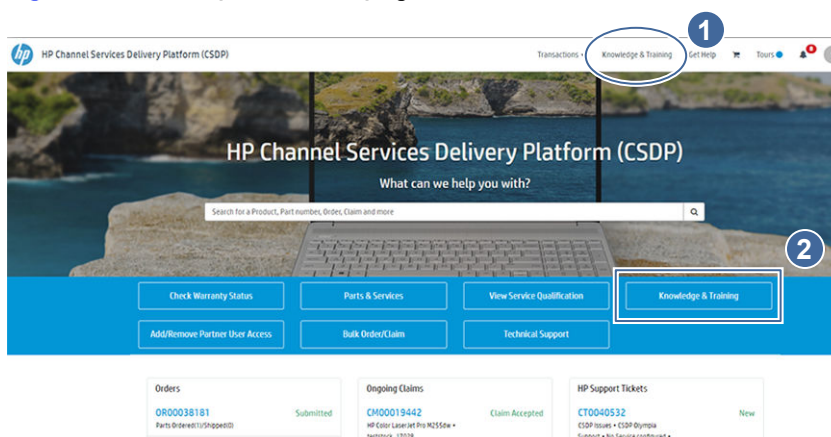 1
hp HP Channel Services Delivery Platform (CSDP) Transactions Knowledge & Training Get Help Tours 0
HP Channel Services Delivery Platform (CSDP)
What can we help you with?
Search for a Product, Part number, Order, Claim and more
2
Check Warranty Status Parts & Services View Service Qualification Knowledge & Training
Add/Remove Partner User Access Bulk Order/Claim Technical Support
Orders Ongoing Claims HP Support Tickets
OR00038181 Submitted CM00019442 Claim Accepted CT0040532 New
Parts Ordered(1)/Shipped(0) HP Color LaserJet Pro M255dw • CSDP Issues • CSDP Olympia